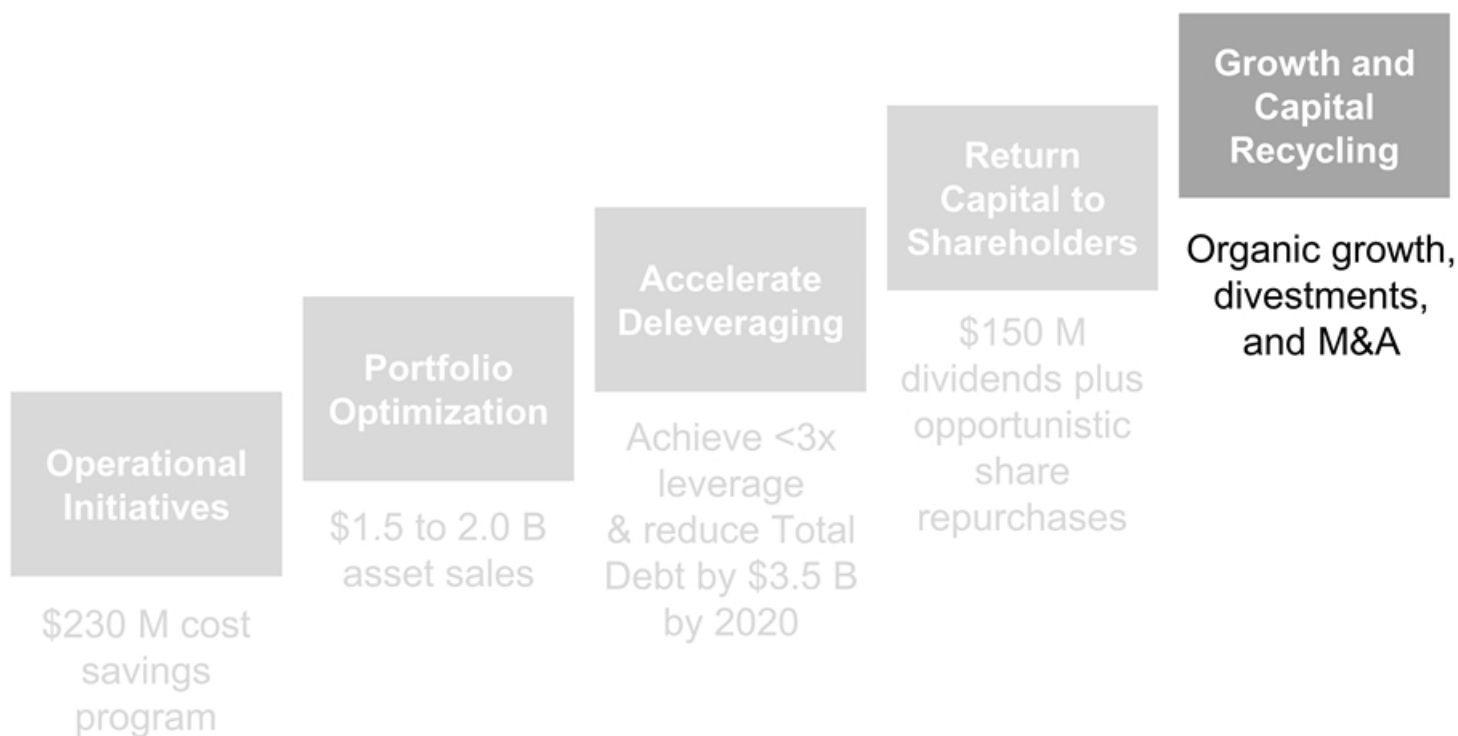 Operational
Initiatives
$230 M cost
savings
program
Portfolio
Optimization
$1.5 to 2.0 B
asset sales
Accelerate
Deleveraging
Achieve <3x
leverage
& reduce Total
Debt by $3.5 B
by 2020
Return
Capital to
Shareholders
$150 M
dividends plus
opportunistic
share
repurchases
Growth and
Capital
Recycling
Organic growth,
divestments,
and M&A